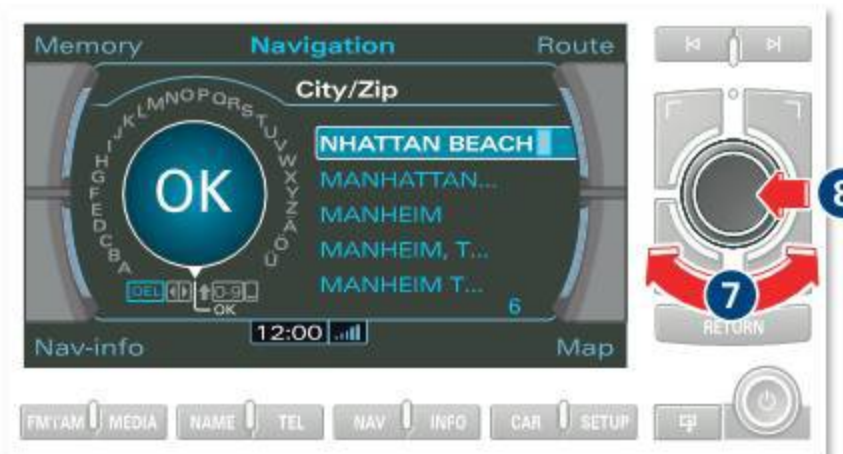 Memory Navigation Route
City/Zip
ABCDEFGHIJKLMNOPQRSTUVWXYZÄÖÜ
OK
NHATTAN BEACH
MANHATTAN...
MANHEIM
MANHEIM, T...
MANHEIM T...
6
DEL 0-9
OK
12:00
Nav-info Map
8
7
RETURN
FM/AM MEDIA NAME TEL NAV INFO CAR SETUP